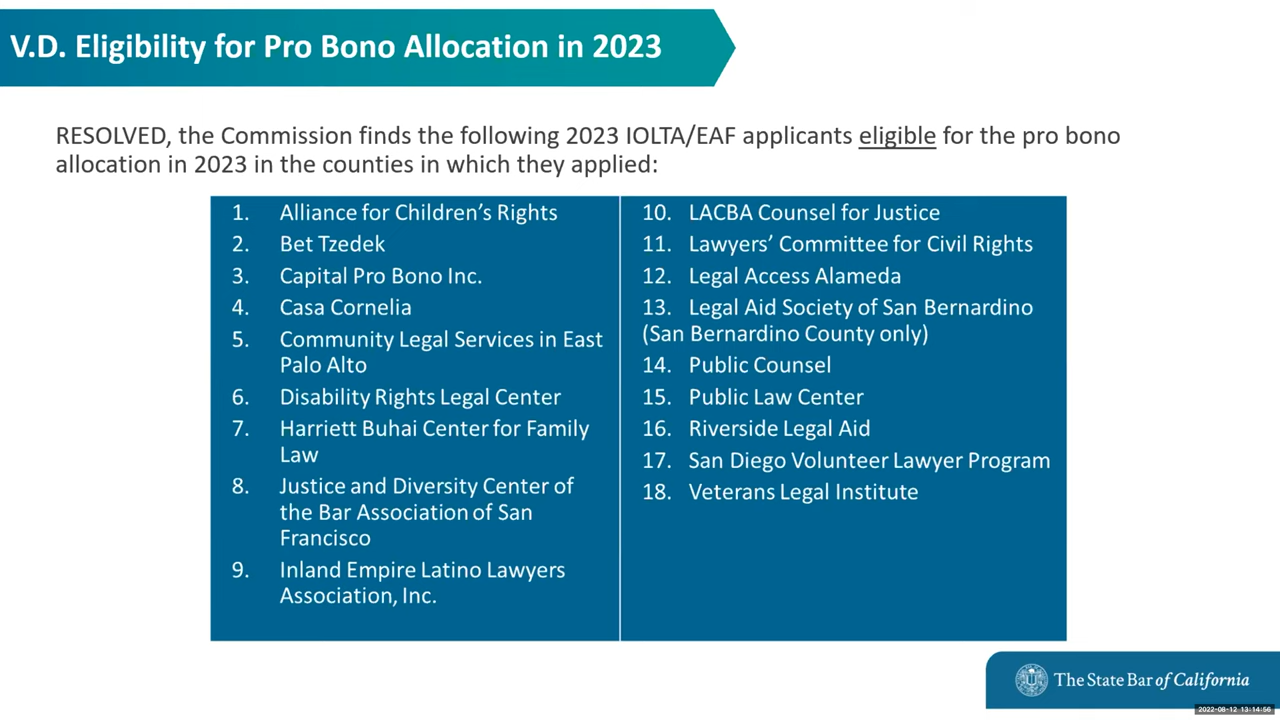 V.D. Eligibility for Pro Bono Allocation in 2023
RESOLVED, the Commission finds the following 2023 IOLTA/EAF applicants eligible for the pro bono
allocation in 2023 in the counties in which they applied:
1. Alliance for Children's Rights
2. Bet Tzedek
3. Capital Pro Bono Inc.
4. Casa Cornelia
5. Community Legal Services in East
Palo Alto
6. Disability Rights Legal Center
7. Harriett Buhai Center for Family
Law
8. Justice and Diversity Center of
the Bar Association of San
Francisco
9. Inland Empire Latino Lawyers
Association, Inc.
10. LACBA Counsel for Justice
11. Lawyers' Committee for Civil Rights
12. Legal Access Alameda
13. Legal Aid Society of San Bernardino
(San Bernardino County only)
14. Public Counsel
15. Public Law Center
16. Riverside Legal Aid
17. San Diego Volunteer Lawyer Program
18. Veterans Legal Institute
The State Bar of California
2022-08-12 13:14:56